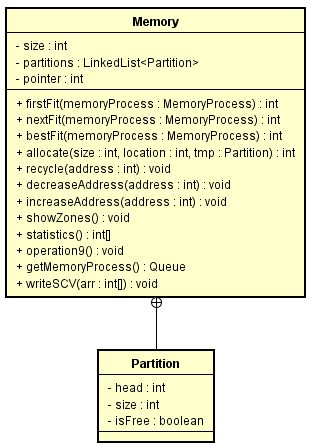 Memory
- size : int
- partitions : LinkedList<Partition>
- pointer : int
+ firstFit(memoryProcess : MemoryProcess) : int
+ nextFit(memoryProcess : MemoryProcess) : int
+ bestFit(memoryProcess : MemoryProcess) : int
+ allocate(size : int, location : int, tmp : Partition) : int
+ recycle(address : int) : void
+ decreaseAddress(address : int) : void
+ increaseAddress(address : int) : void
+ showZones() : void
+ statistics() : int[]
+ operation9() : void
+ getMemoryProcess() : Queue
+ writeSCV(arr : int[]) : void
Partition
- head : int
- size : int
- isFree : boolean